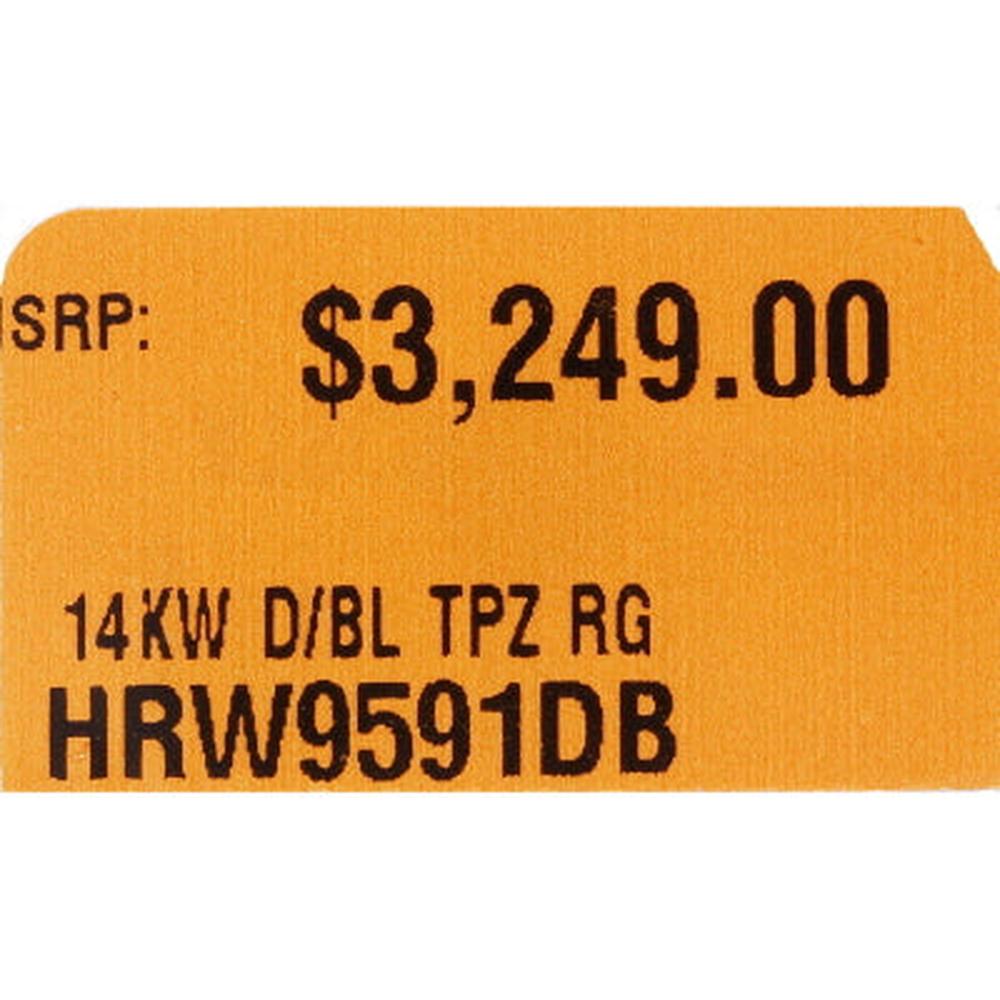 SRP: $3,249.00
14KW D/BL TPZ RG
HRW9591DB